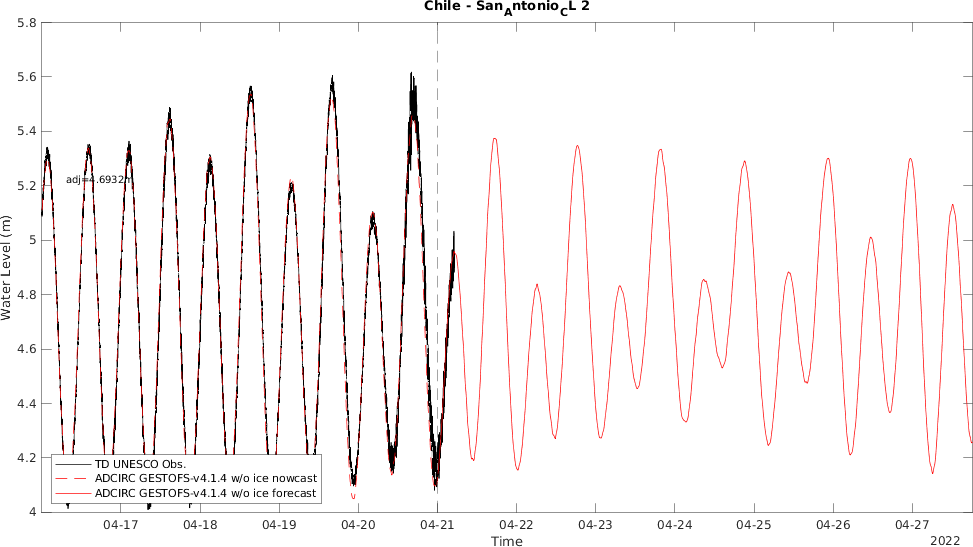 Chile - San_Antonio_CL 2
5.8
5.6
5.4
5.2
5
4.8
4.6
4.4
4.2
4
Water Level (m)
adj=4.6932
TD UNESCO Obs.
ADCIRC GESTOFS-v4.1.4 w/o ice nowcast
ADCIRC GESTOFS-v4.1.4 w/o ice forecast
04-17 04-18 04-19 04-20 04-21 04-22 04-23 04-24 04-25 04-26 04-27
Time
2022